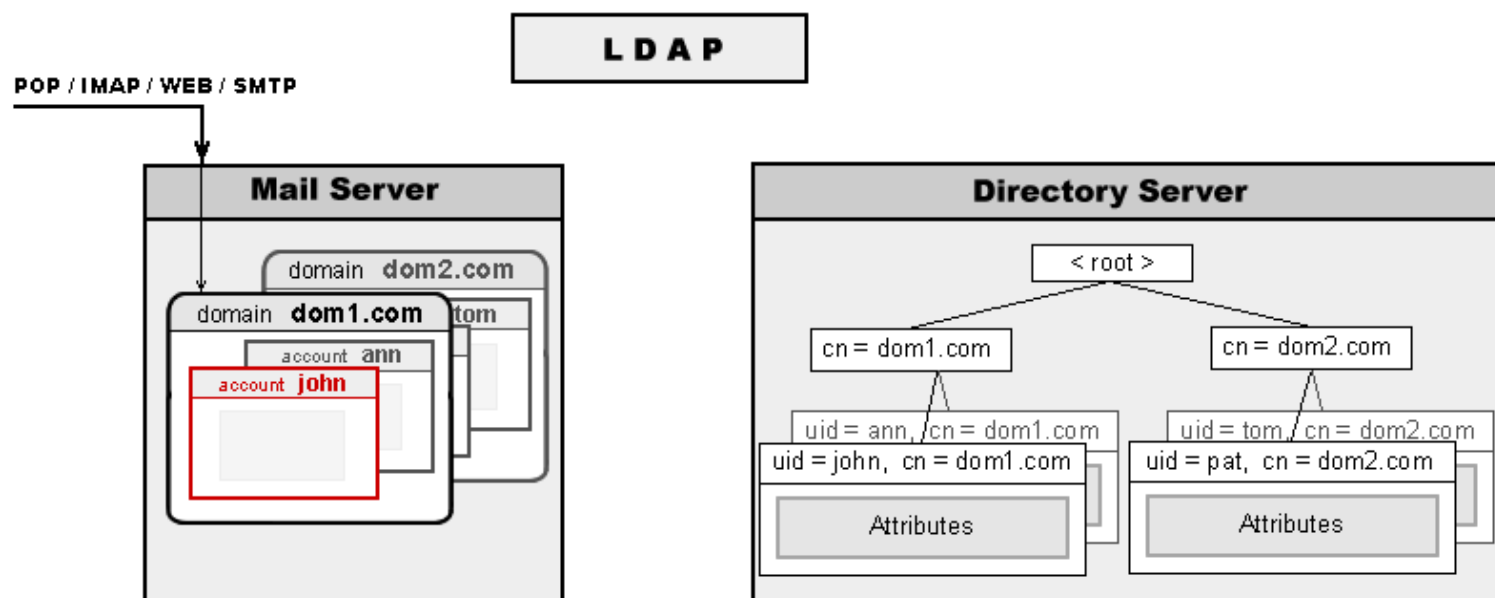 L D A P
POP / IMAP / WEB / SMTP
Mail Server
domain dom2.com
domain dom1.com
tom
account ann
account john
Directory Server
< root >
cn = dom1.com
cn = dom2.com
uid = ann, cn = dom1.com
uid = tom, cn = dom2.com
uid = john, cn = dom1.com
uid = pat, cn = dom2.com
Attributes
Attributes